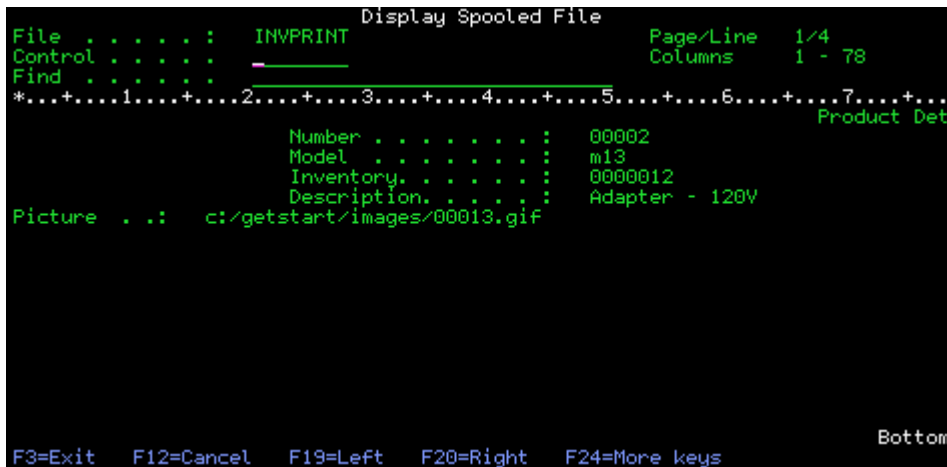 Display Spooled File
File . . . . . : INVPRINT Page/Line 1/4
Control . . . . . Columns 1 - 78
Find . . . . . .
*...+....1....+....2....+....3....+....4....+....5....+....6....+....7....+...
Product Det
Number . . . . . . . : 00002
Model . . . . . . . : m13
Inventory. . . . . . : 0000012
Description. . . . . : Adapter - 120V
Picture . .: c:/getstart/images/00013.gif
Bottom
F3=Exit F12=Cancel F19=Left F20=Right F24=More keys